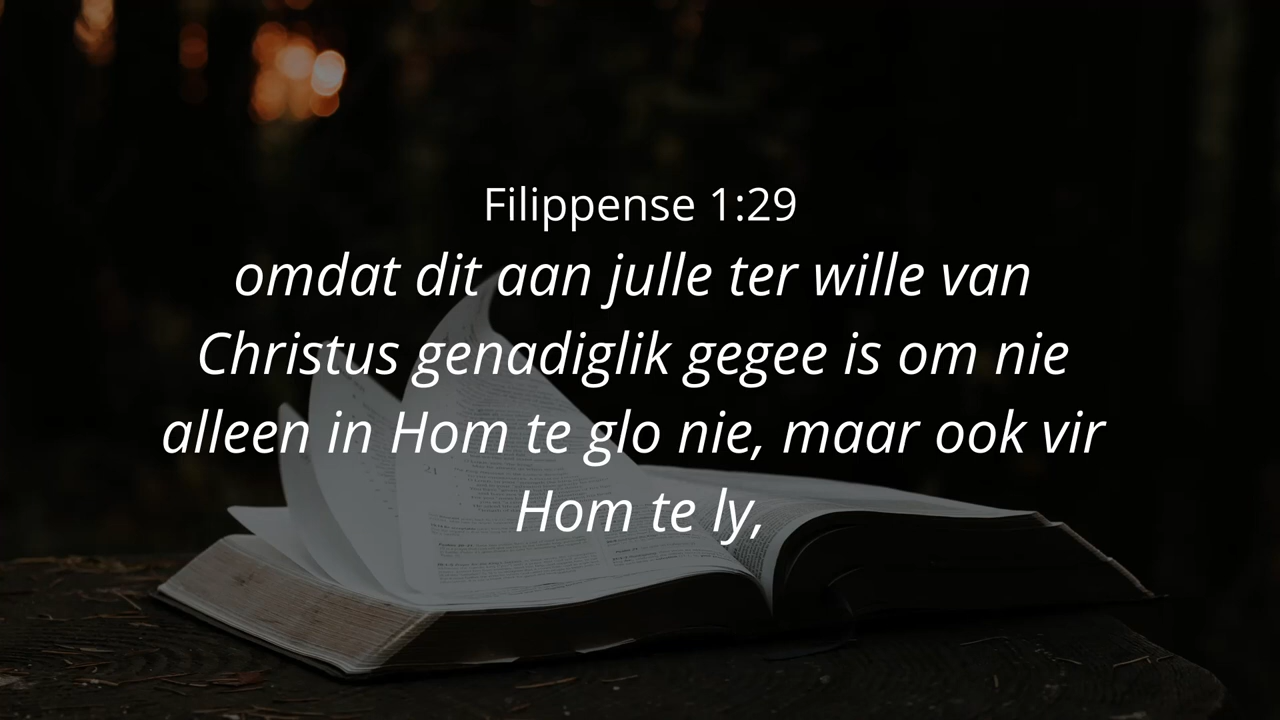 Filippense 1:29
omdat dit aan julle ter wille van
Christus genadiglik gegee is om nie
alleen in Hom te glo nie, maar ook vir
Hom te ly,